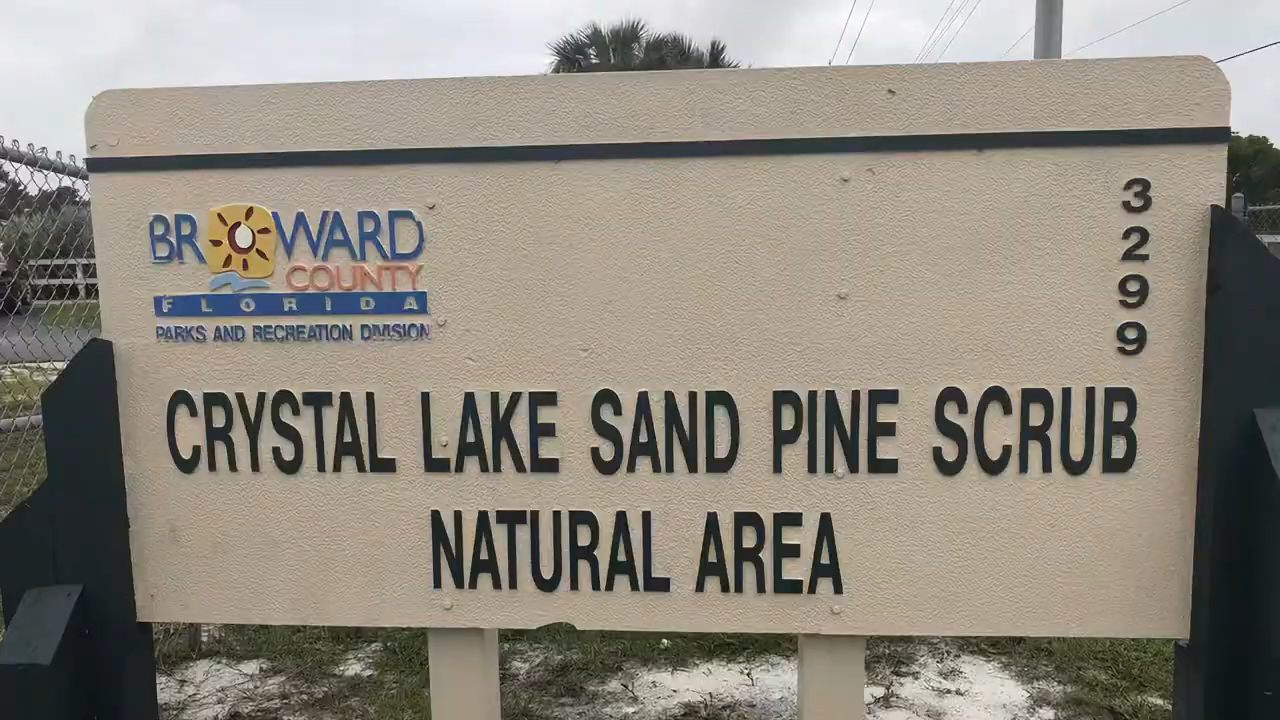 BROWARD
COUNTY
FLORIDA
PARKS AND RECREATION DIVISION
3
2
9
9
CRYSTAL LAKE SAND PINE SCRUB
NATURAL AREA